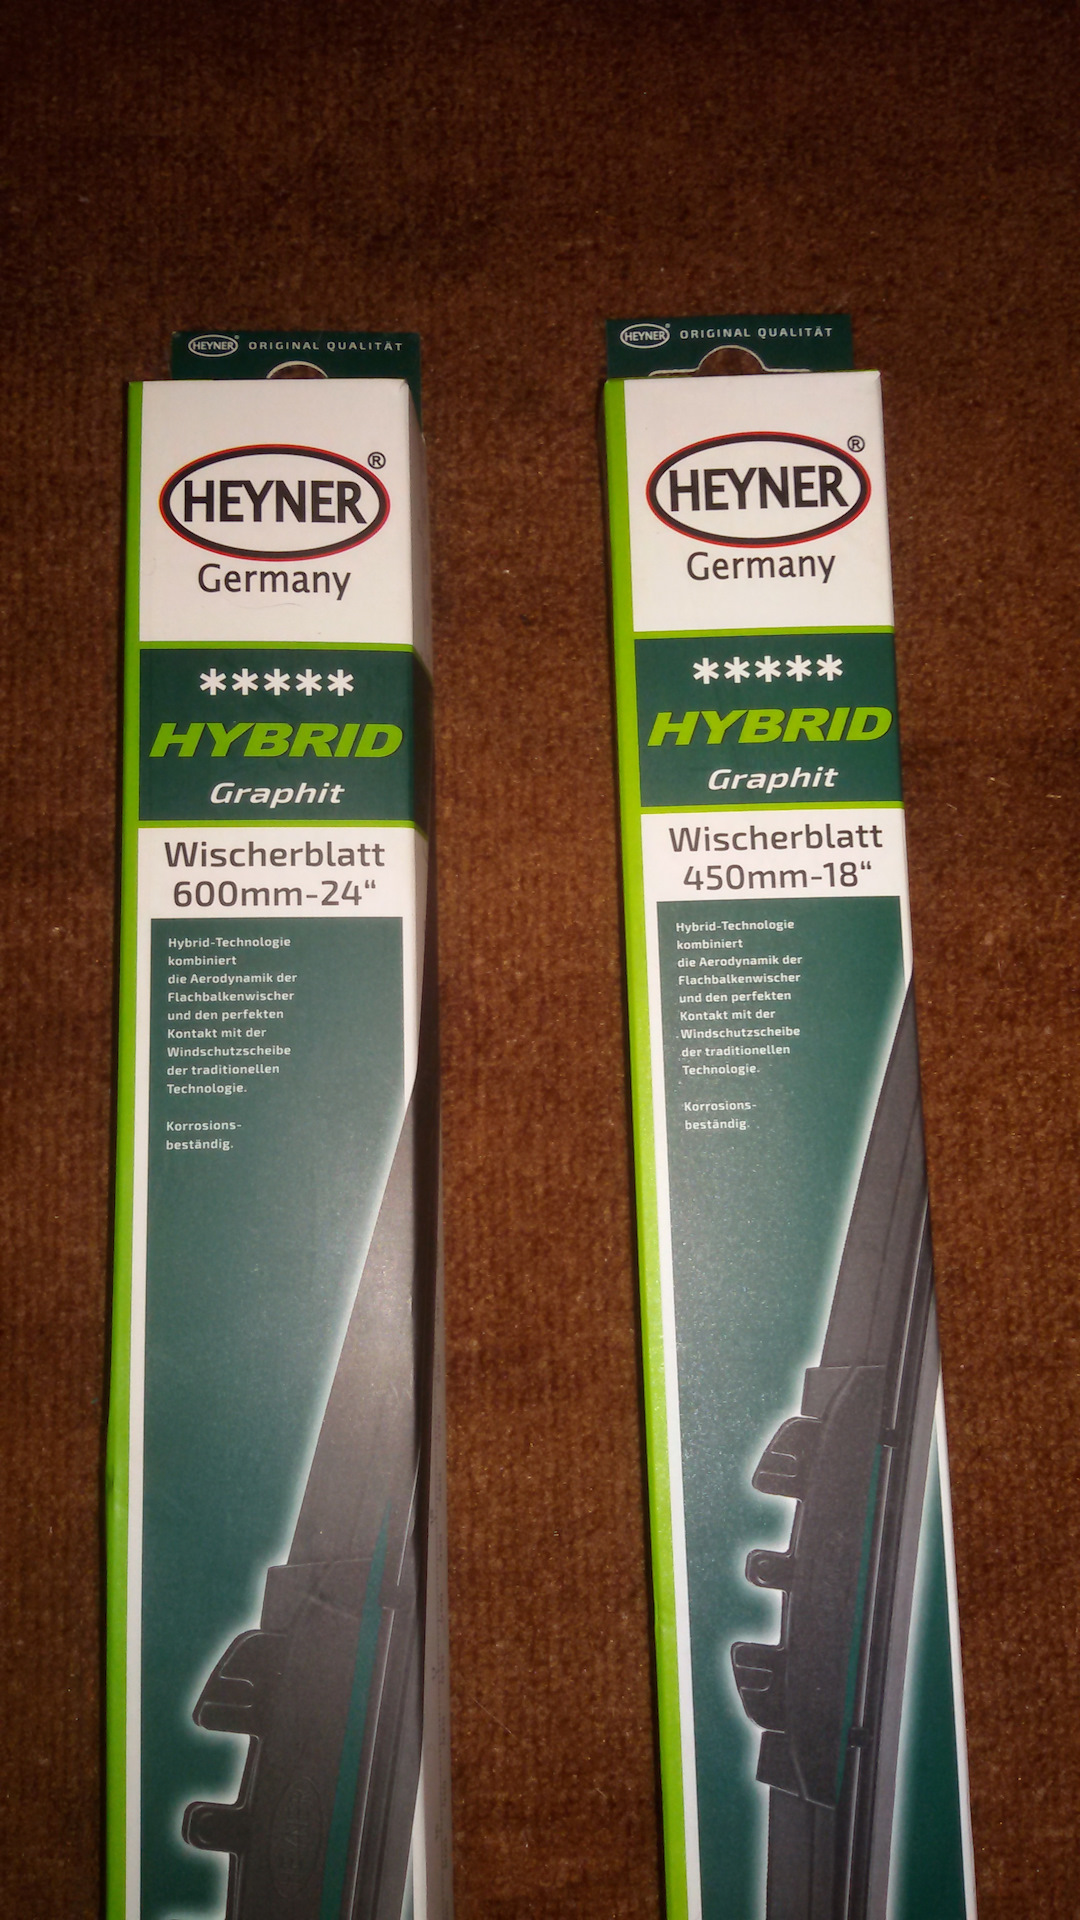 HEYNER® ORIGINAL QUALITÄT
HEYNER®
Germany
*****
HYBRID
Graphit
Wischerblatt
600mm-24“
Hybrid-Technologie
kombiniert
die Aerodynamik der
Flachbalkenwischer
und den perfekten
Kontakt mit der
Windschutzscheibe
der traditionellen
Technologie.
Korrosions-
beständig.
HEYNER
HEYNER® ORIGINAL QUALITÄT
HEYNER®
Germany
*****
HYBRID
Graphit
Wischerblatt
450mm-18“
Hybrid-Technologie
kombiniert
die Aerodynamik der
Flachbalkenwischer
und den perfekten
Kontakt mit der
Windschutzscheibe
der traditionellen
Technologie.
Korrosions-
beständig.